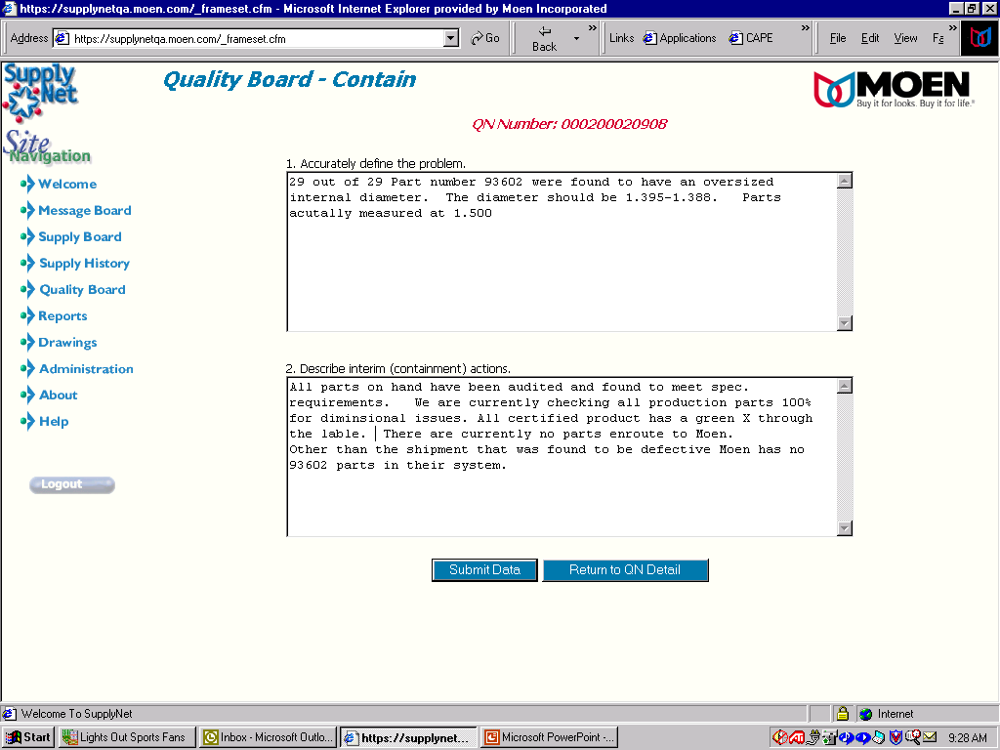 https://supplynetqa.moen.com/_frameset.cfm - Microsoft Internet Explorer provided by Moen Incorporated
Address https://supplynetqa.moen.com/_frameset.cfm Go Back » Links Applications CAPE » File Edit View Fa »
Supply Net
Quality Board - Contain
MOEN
Buy it for looks. Buy it for life.®
QN Number: 000200020908
Site Navigation
Welcome
Message Board
Supply Board
Supply History
Quality Board
Reports
Drawings
Administration
About
Help
Logout
1. Accurately define the problem.
29 out of 29 Part number 93602 were found to have an oversized
internal diameter.  The diameter should be 1.395-1.388.   Parts
acutally measured at 1.500
2. Describe interim (containment) actions.
All parts on hand have been audited and found to meet spec.
requirements.   We are currently checking all production parts 100%
for diminsional issues. All certified product has a green X through
the lable.  There are currently no parts enroute to Moen.
Other than the shipment that was found to be defective Moen has no
93602 parts in their system.
Submit Data Return to QN Detail
Welcome To SupplyNet Internet
Start Lights Out Sports Fans Inbox - Microsoft Outlo... https://supplynet... Microsoft PowerPoint -... 9:28 AM